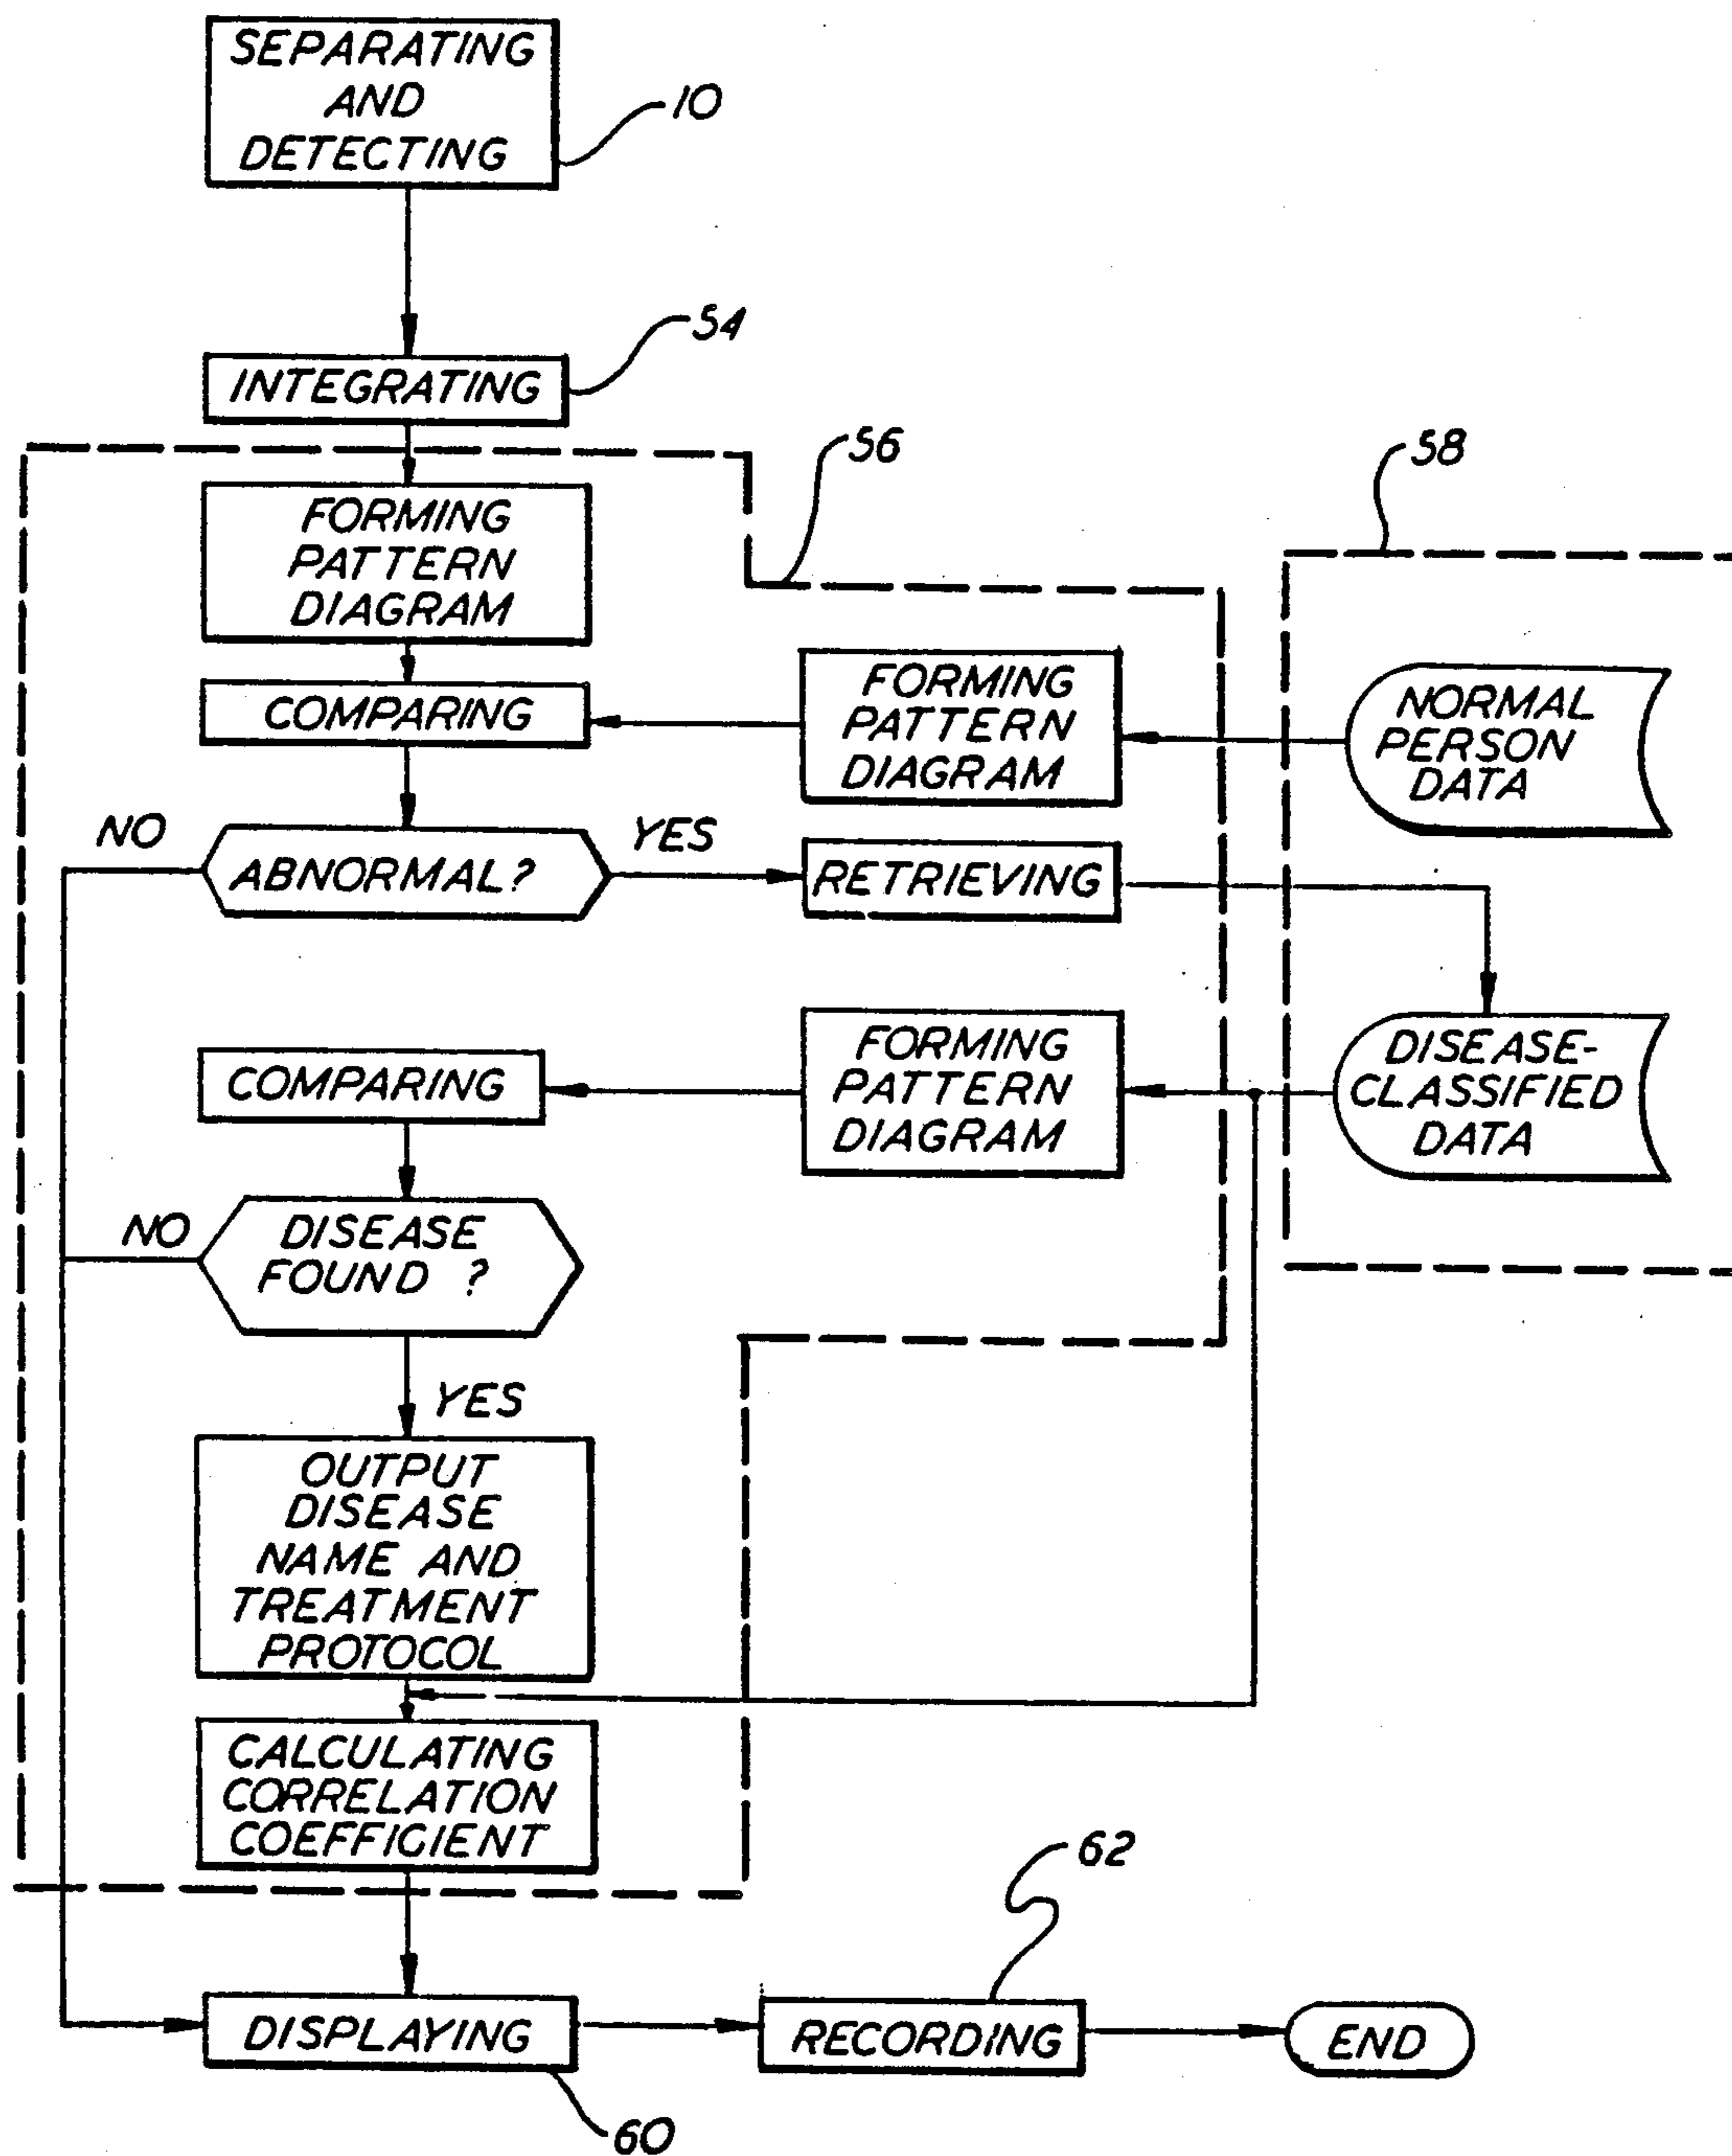 SEPARATING
AND
DETECTING
10
54
INTEGRATING
56
58
FORMING
PATTERN
DIAGRAM
COMPARING
FORMING
PATTERN
DIAGRAM
NORMAL
PERSON
DATA
NO
ABNORMAL?
YES
RETRIEVING
COMPARING
FORMING
PATTERN
DIAGRAM
DISEASE-
CLASSIFIED
DATA
NO
DISEASE
FOUND ?
YES
OUTPUT
DISEASE
NAME AND
TREATMENT
PROTOCOL
CALCULATING
CORRELATION
COEFFICIENT
62
DISPLAYING
RECORDING
END
60